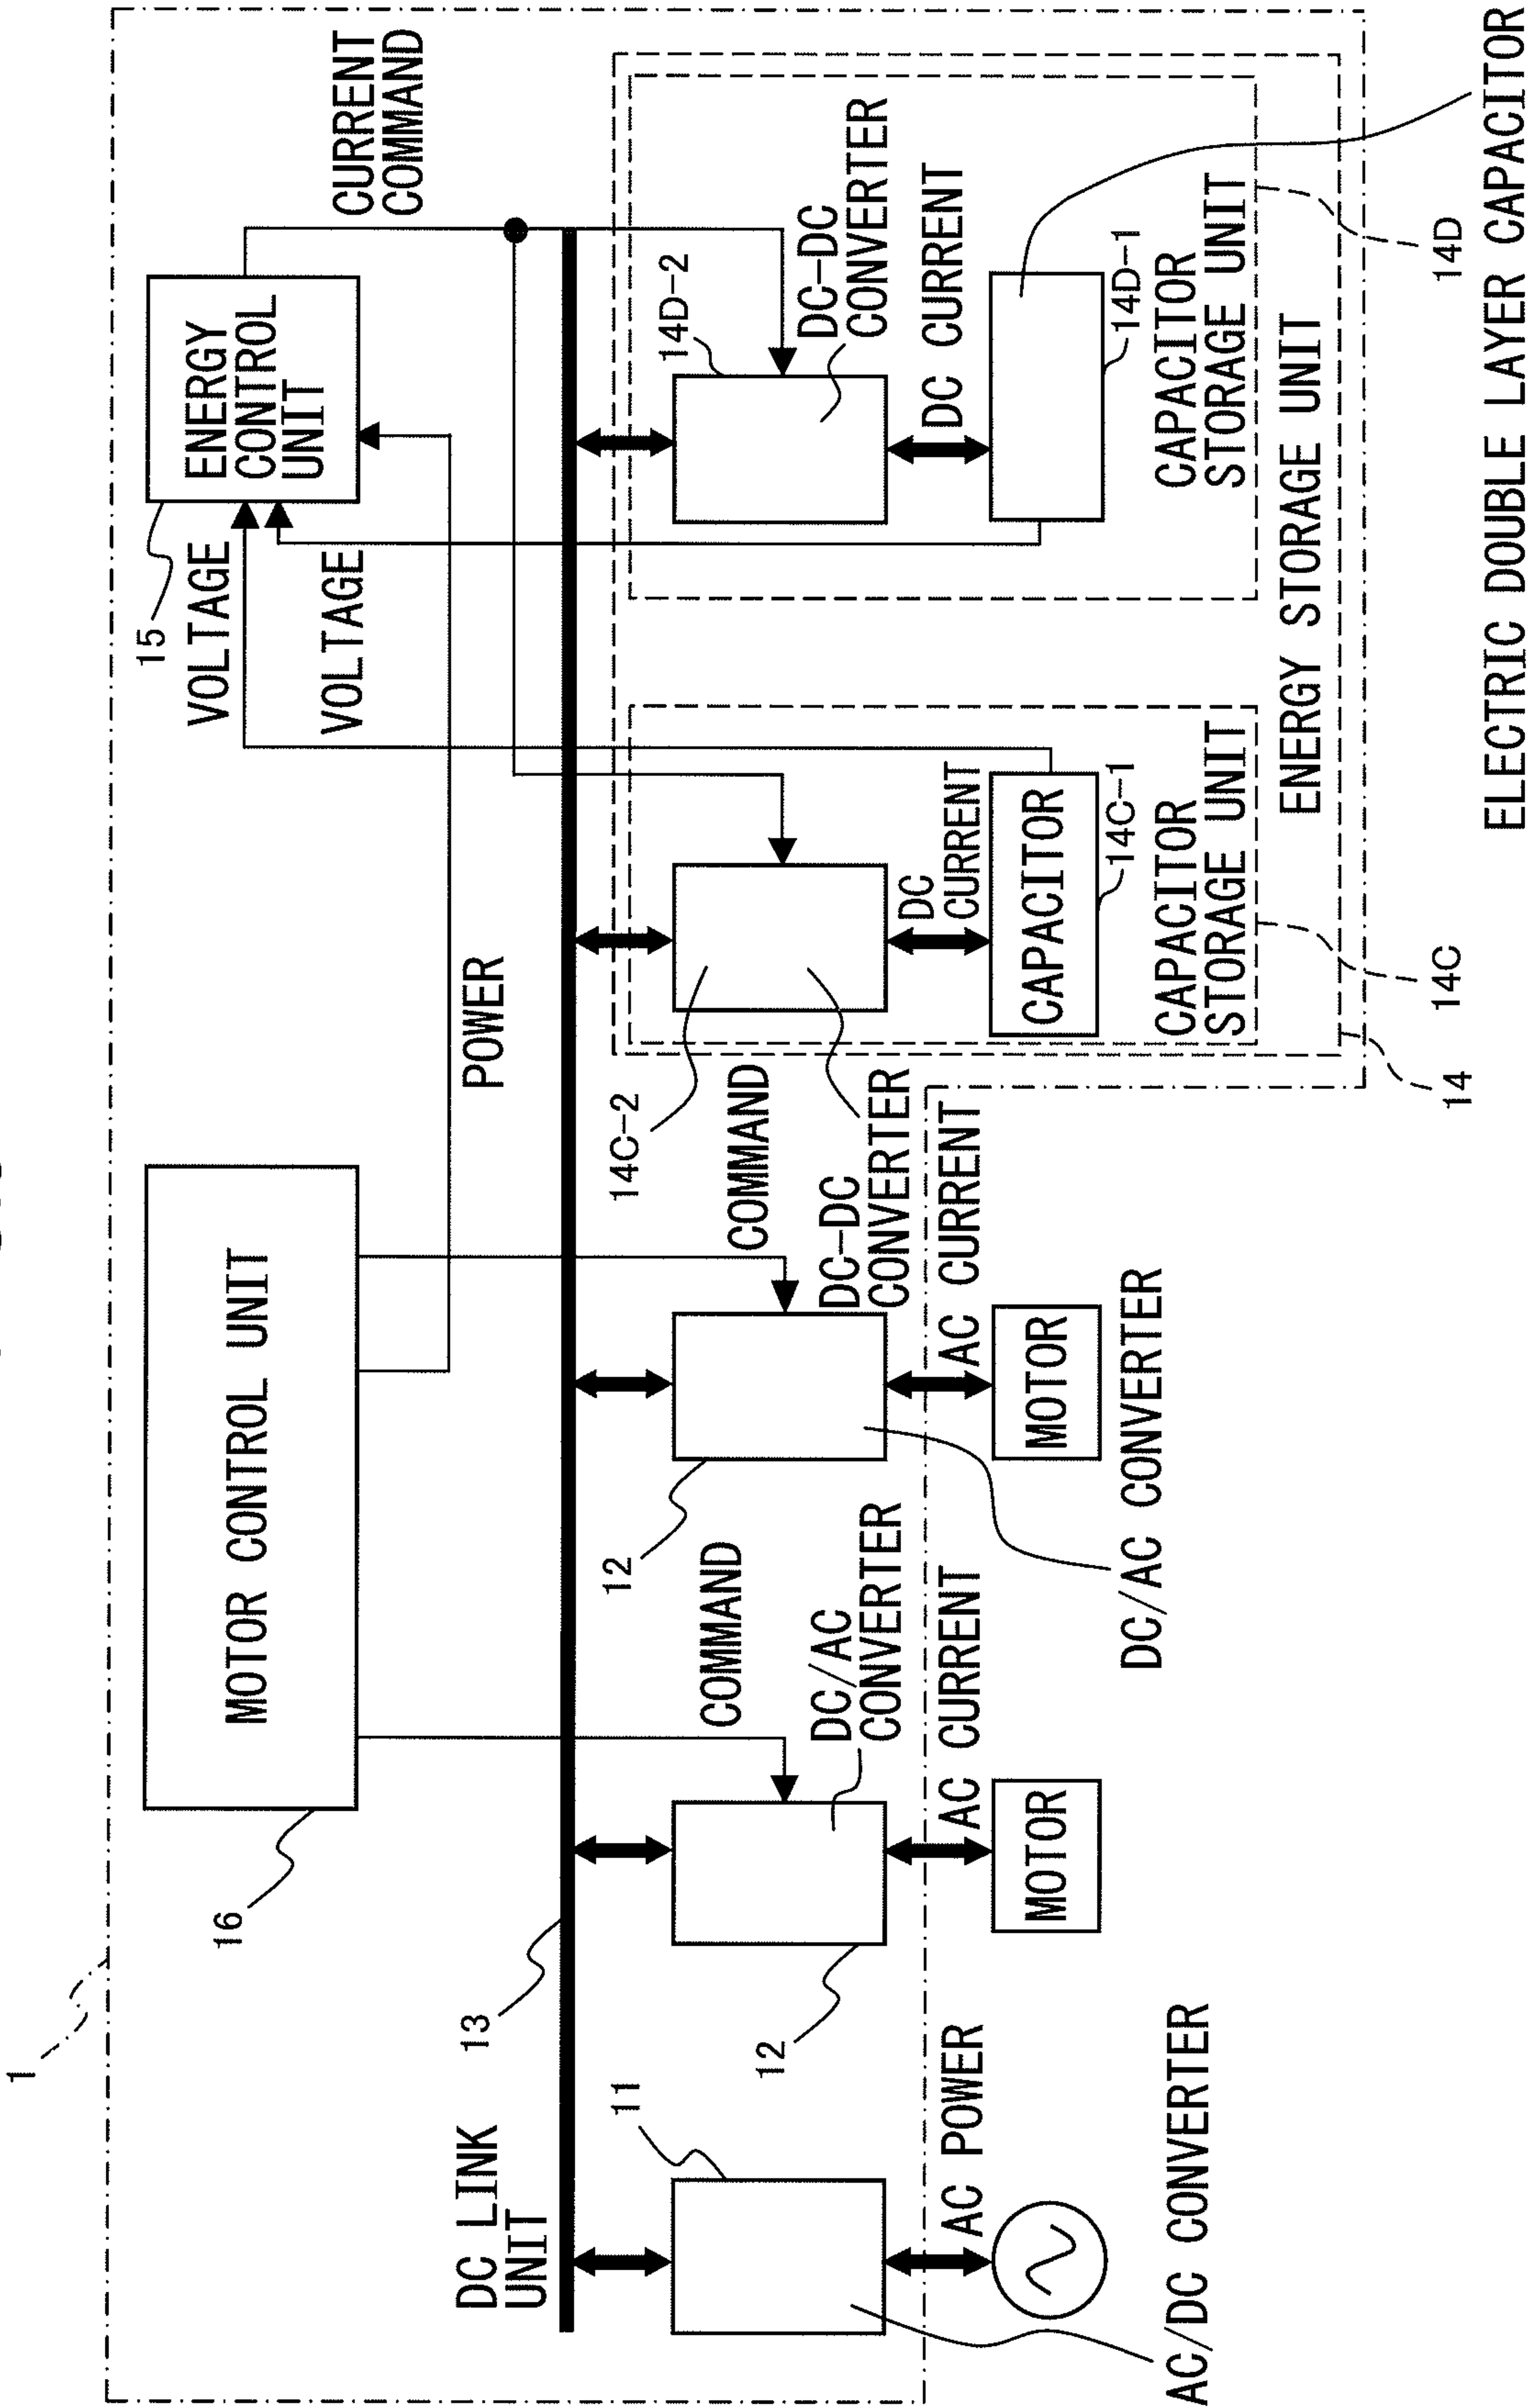 1
16
MOTOR CONTROL UNIT
15
ENERGY
CONTROL
UNIT
VOLTAGE
VOLTAGE
CURRENT
COMMAND
POWER
DC LINK
UNIT
13
11
AC POWER
AC/DC CONVERTER
12
COMMAND
DC/AC
CONVERTER
AC CURRENT
MOTOR
12
COMMAND
AC CURRENT
MOTOR
DC/AC CONVERTER
14C-2
DC-DC
CONVERTER
DC
CURRENT
CAPACITOR
14C-1
CAPACITOR
STORAGE UNIT
14C
14D-2
DC-DC
CONVERTER
DC CURRENT
14D-1
CAPACITOR
STORAGE UNIT
14D
ENERGY STORAGE UNIT
14
ELECTRIC DOUBLE LAYER CAPACITOR